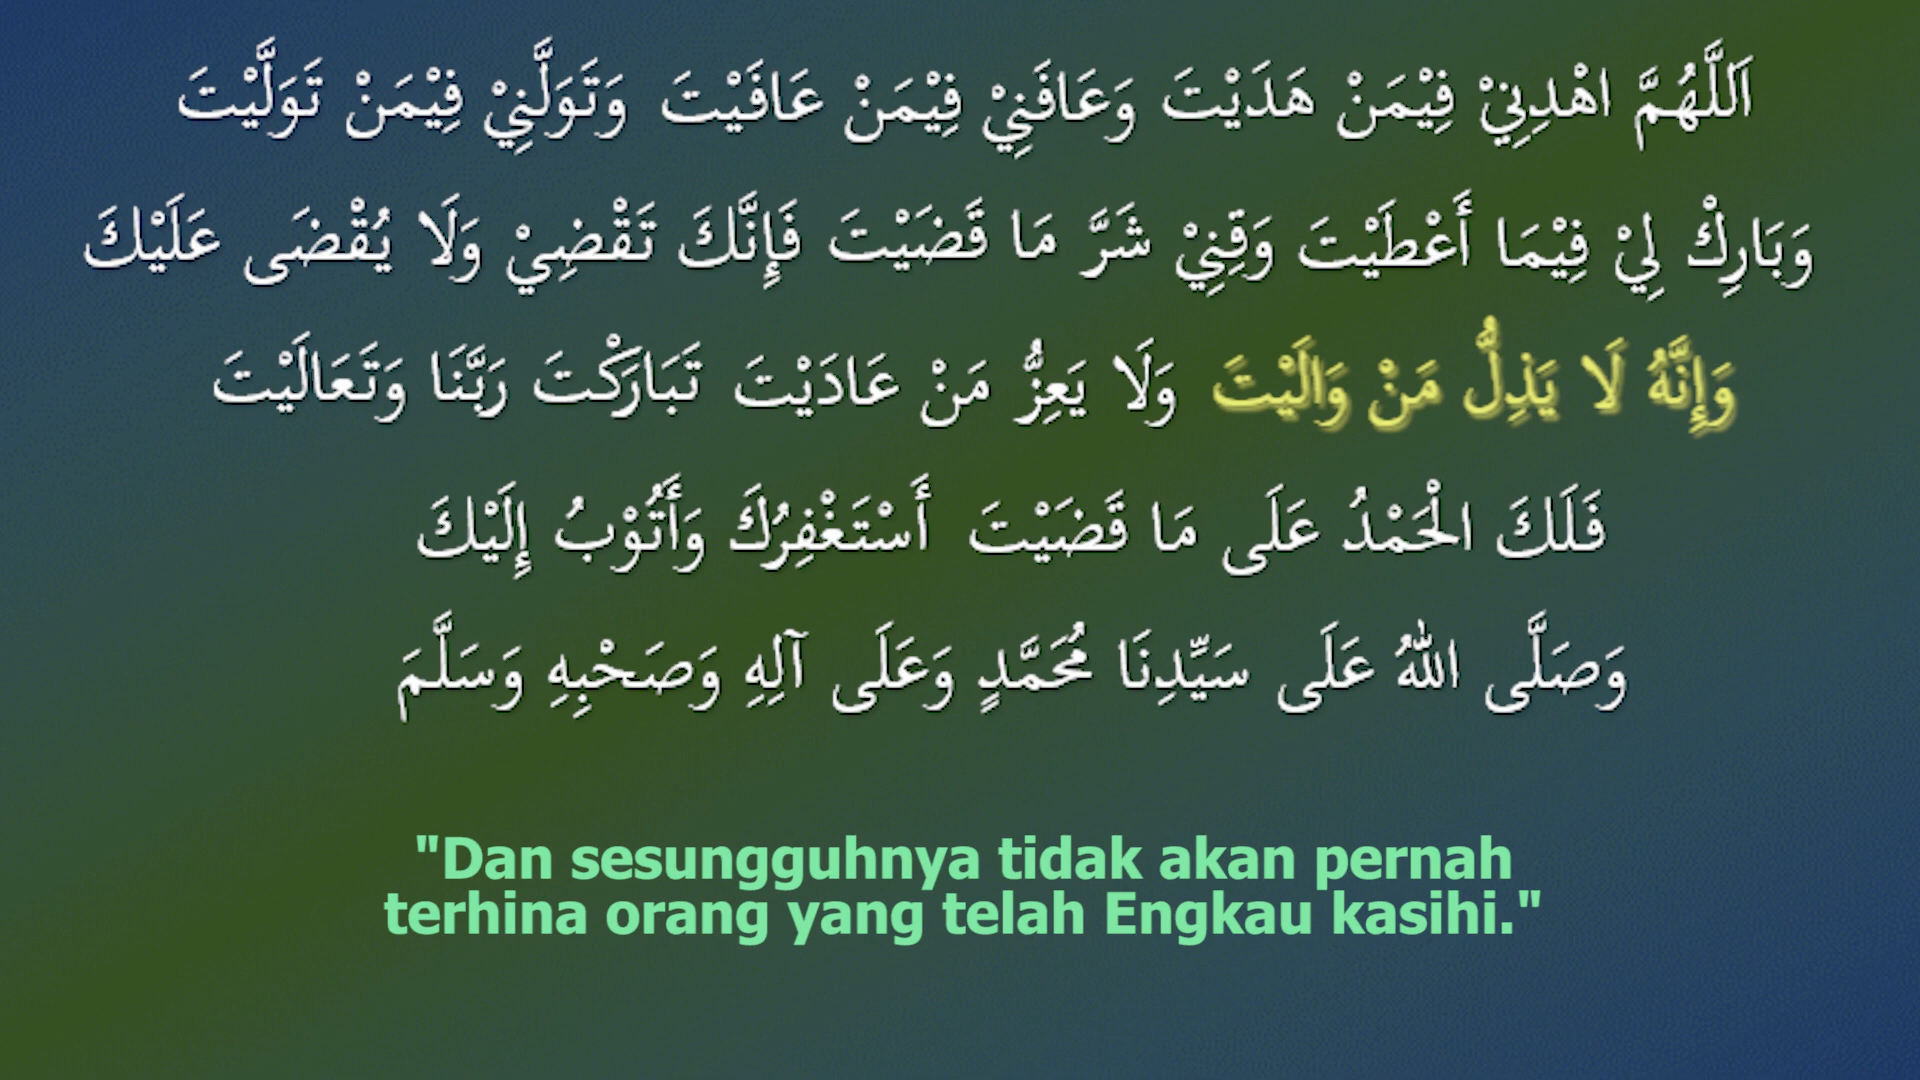 اَللَّهُمَّ اهْدِنِيْ فِيْمَنْ هَدَيْتَ وَعَافَنِيْ فِيْمَنْ عَافَيْتَ وَتَوَلَّنِيْ فِيْمَنْ تَوَلَّيْتَ
وَبَارِكْ لِيْ فِيْمَا أَعْطَيْتَ وَقِنِيْ شَرَّ مَا قَضَيْتَ فَإِنَّكَ تَقْضِيْ وَلَا يُقْضَى عَلَيْكَ
وَإِنَّهُ لَا يَذِلُّ مَنْ وَالَيْتَ وَلَا يَعِزُّ مَنْ عَادَيْتَ تَبَارَكْتَ رَبَّنَا وَتَعَالَيْتَ
فَلَكَ الْحَمْدُ عَلَى مَا قَضَيْتَ أَسْتَغْفِرُكَ وَأَتُوْبُ إِلَيْكَ
وَصَلَّى اللهُ عَلَى سَيِّدِنَا مُحَمَّدٍ وَعَلَى آلِهِ وَصَحْبِهِ وَسَلَّمَ
"Dan sesungguhnya tidak akan pernah
terhina orang yang telah Engkau kasihi."